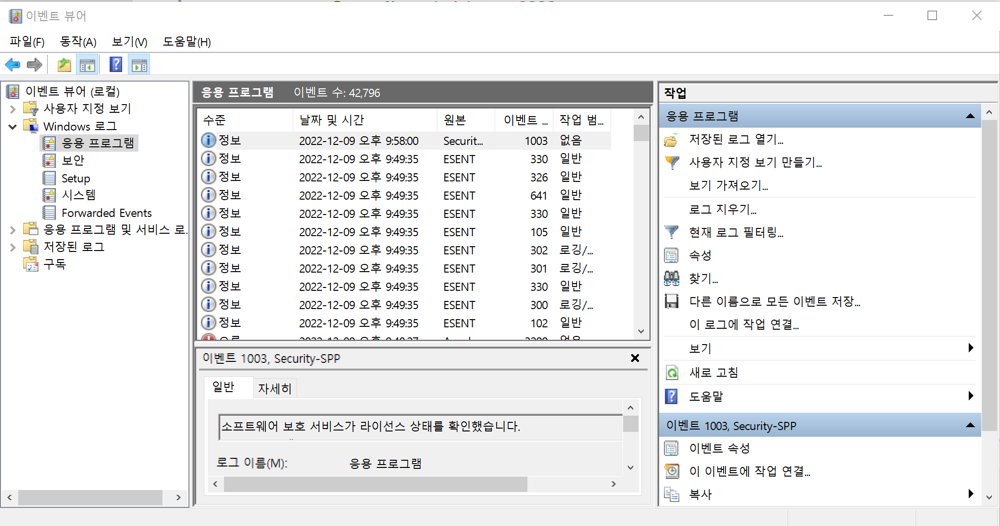 이벤트 뷰어
파일(F) 동작(A) 보기(V) 도움말(H)
이벤트 뷰어 (로컬)
사용자 지정 보기
Windows 로그
응용 프로그램
보안
Setup
시스템
Forwarded Events
응용 프로그램 및 서비스 로.
저장된 로그
구독
응용 프로그램 이벤트 수: 42,796
수준 날짜 및 시간 원본 이벤트 ... 작업 범...
정보 2022-12-09 오후 9:58:00 Securit... 1003 없음
정보 2022-12-09 오후 9:49:35 ESENT 330 일반
정보 2022-12-09 오후 9:49:35 ESENT 326 일반
정보 2022-12-09 오후 9:49:35 ESENT 641 일반
정보 2022-12-09 오후 9:49:35 ESENT 330 일반
정보 2022-12-09 오후 9:49:35 ESENT 105 일반
정보 2022-12-09 오후 9:49:35 ESENT 302 로깅/...
정보 2022-12-09 오후 9:49:35 ESENT 301 로깅/...
정보 2022-12-09 오후 9:49:35 ESENT 330 일반
정보 2022-12-09 오후 9:49:35 ESENT 300 로깅/...
정보 2022-12-09 오후 9:49:35 ESENT 102 일반
이벤트 1003, Security-SPP
일반 자세히
소프트웨어 보호 서비스가 라이선스 상태를 확인했습니다.
로그 이름(M): 응용 프로그램
작업
응용 프로그램
저장된 로그 열기...
사용자 지정 보기 만들기...
보기 가져오기...
로그 지우기...
현재 로그 필터링...
속성
찾기...
다른 이름으로 모든 이벤트 저장...
이 로그에 작업 연결...
보기
새로 고침
도움말
이벤트 1003, Security-SPP
이벤트 속성
이 이벤트에 작업 연결...
복사